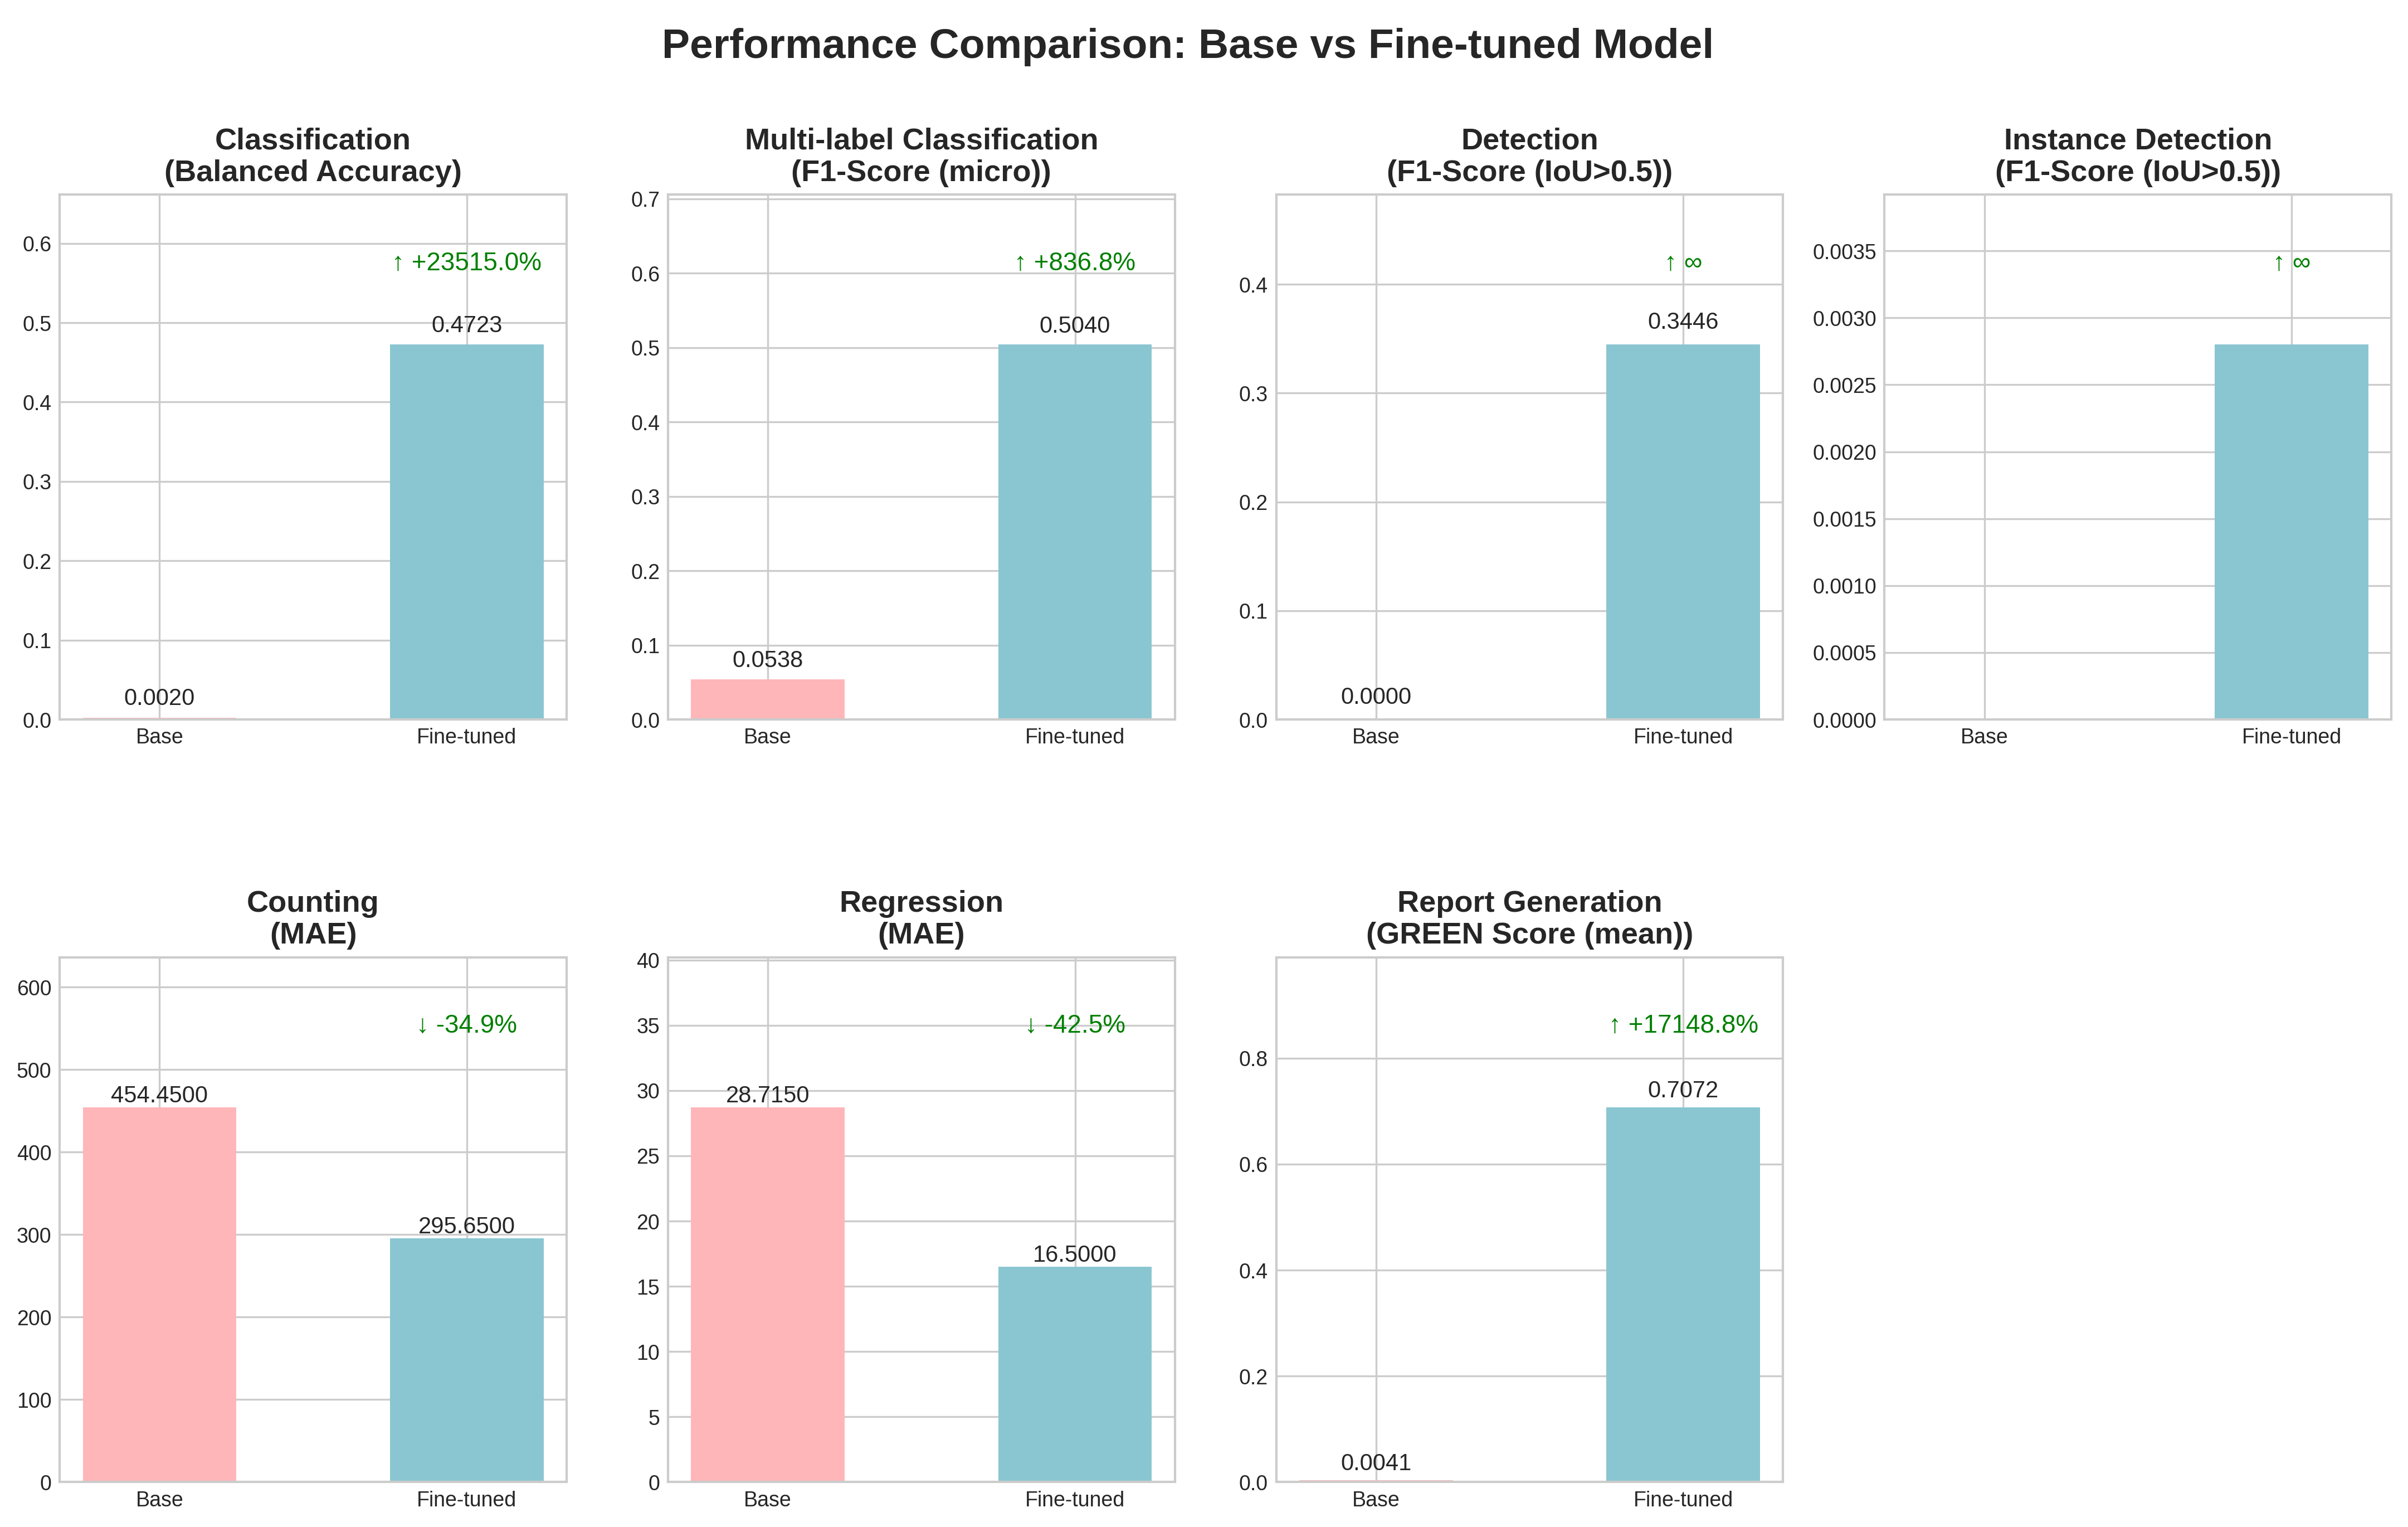 Performance Comparison: Base vs Fine-tuned Model
Classification
(Balanced Accuracy)
0.6
0.5
0.4
0.3
0.2
0.1
0.0
↑ +23515.0%
0.4723
0.0020
Base
Fine-tuned
Multi-label Classification
(F1-Score (micro))
0.7
0.6
0.5
0.4
0.3
0.2
0.1
0.0
↑ +836.8%
0.5040
0.0538
Base
Fine-tuned
Detection
(F1-Score (IoU>0.5))
0.4
0.3
0.2
0.1
0.0
↑ ∞
0.3446
0.0000
Base
Fine-tuned
Instance Detection
(F1-Score (IoU>0.5))
0.0035
0.0030
0.0025
0.0020
0.0015
0.0010
0.0005
0.0000
↑ ∞
Base
Fine-tuned
Counting
(MAE)
600
500
400
300
200
100
0
↓ -34.9%
454.4500
295.6500
Base
Fine-tuned
Regression
(MAE)
40
35
30
25
20
15
10
5
0
↓ -42.5%
28.7150
16.5000
Base
Fine-tuned
Report Generation
(GREEN Score (mean))
0.8
0.6
0.4
0.2
0.0
↑ +17148.8%
0.7072
0.0041
Base
Fine-tuned